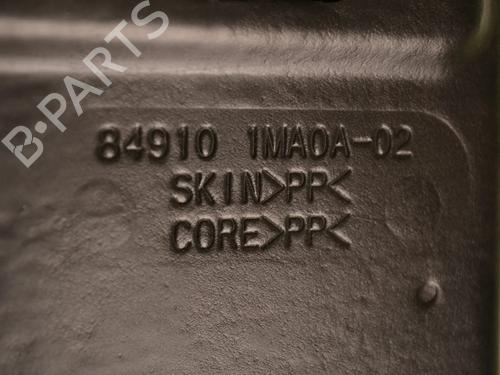 B·PARTS
84910 1MA0A-02
SKIN>PP<
CORE>PP<